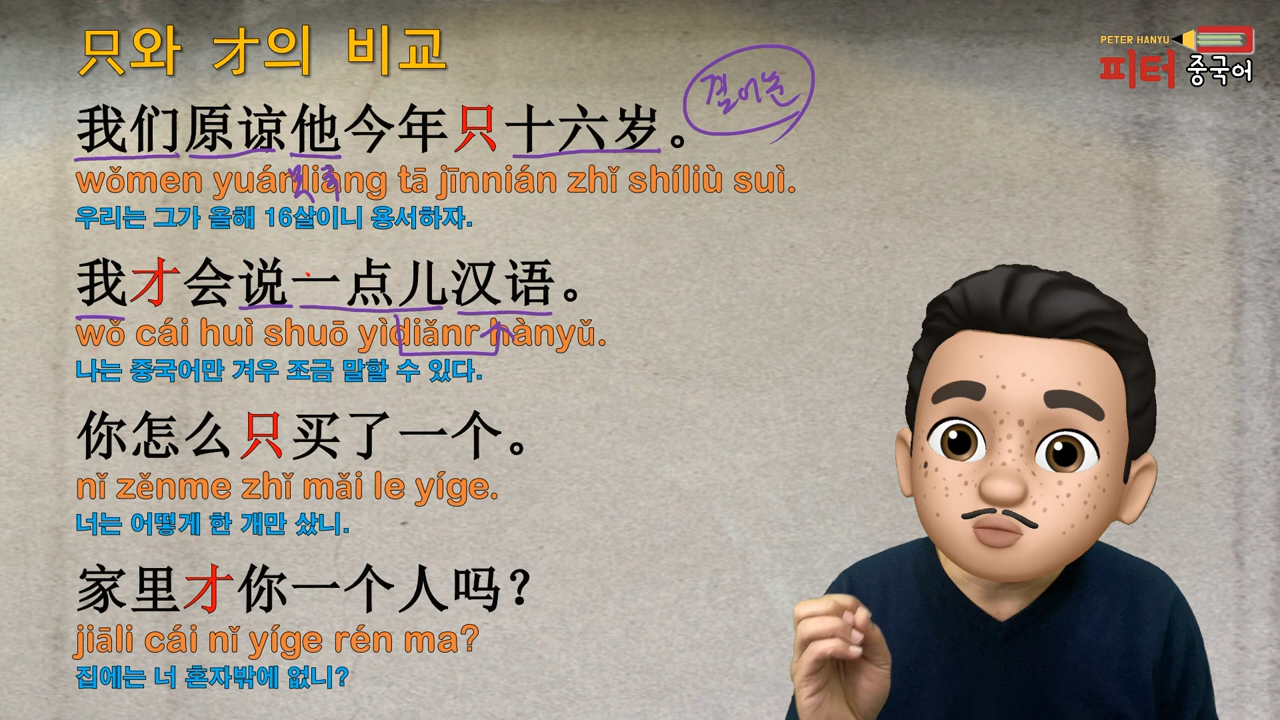 只와 才의 비교
PETER HANYU
피터 중국어
我们原谅他今年只十六岁。
wǒmen yuánliàng tā jīnnián zhǐ shíliù suì.
우리는 그가 올해 16살이니 용서하자.
我才会说一点儿汉语。
wǒ cái huì shuō yìdiǎnr hànyǔ.
나는 중국어만 겨우 조금 말할 수 있다.
你怎么只买了一个。
nǐ zěnme zhǐ mǎi le yíge.
너는 어떻게 한 개만 샀니.
家里才你一个人吗？
jiāli cái nǐ yíge rén ma?
집에는 너 혼자밖에 없니?